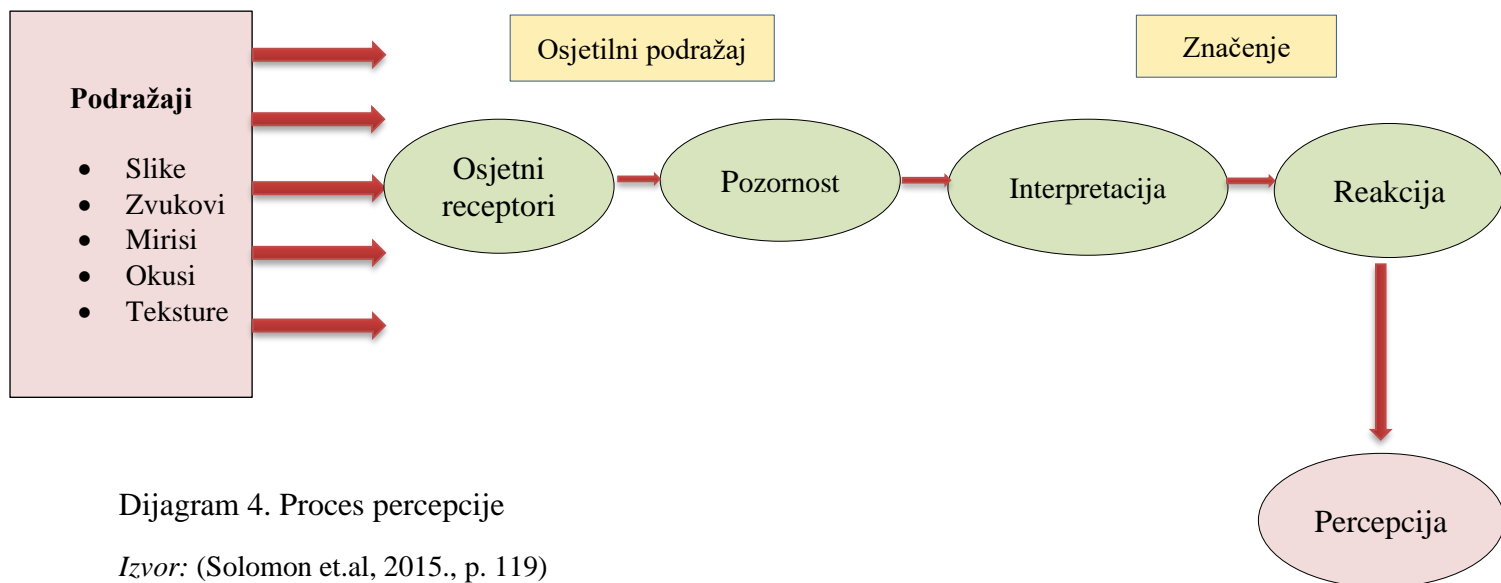 Podražaji
● Slike
● Zvukovi
● Mirisi
● Okusi
● Teksture
Osjetilni podražaj
Značenje
Osjetni
receptori
Pozornost
Interpretacija
Reakcija
Percepcija
Dijagram 4. Proces percepcije
Izvor: (Solomon et.al, 2015., p. 119)